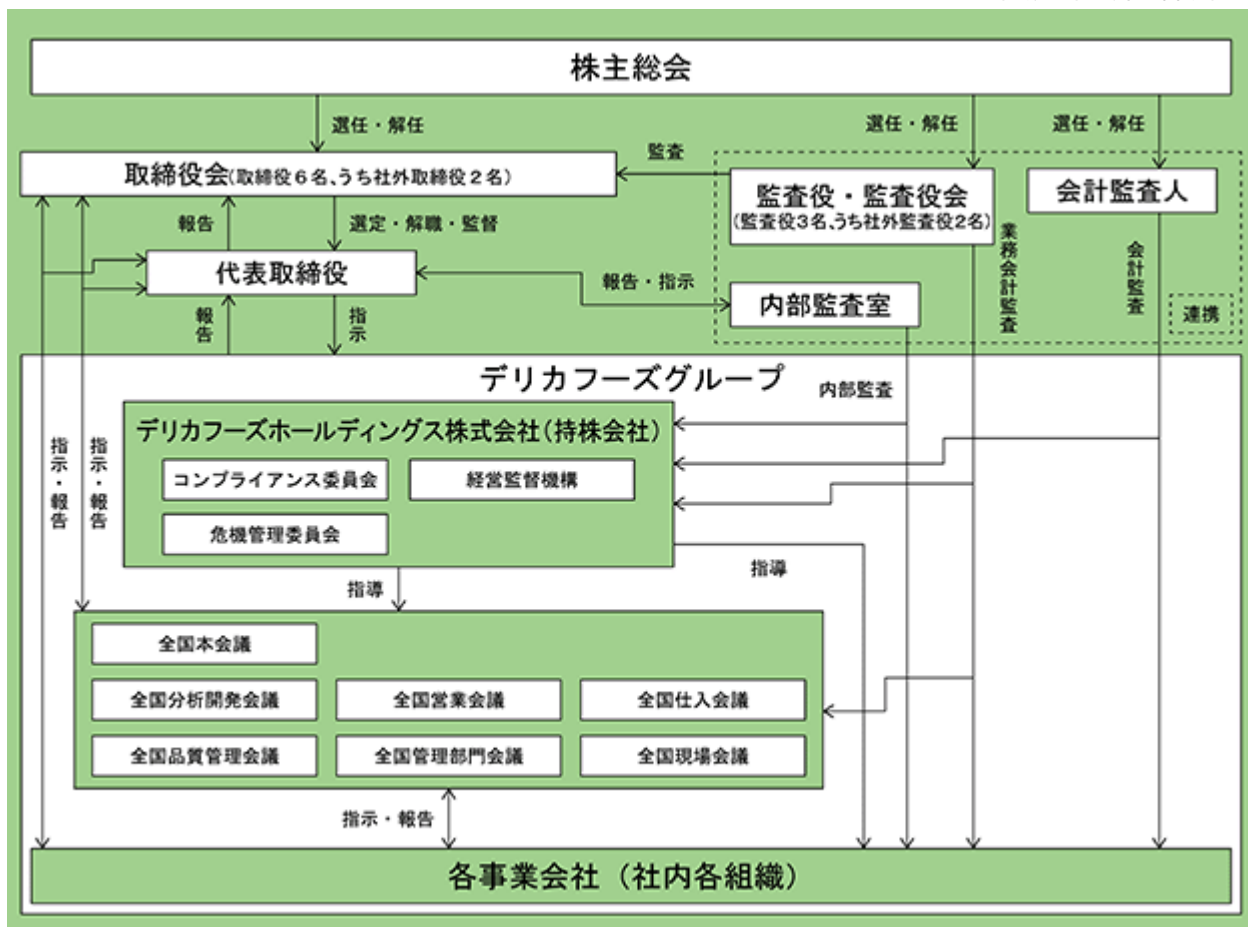 株主総会
選任・解任
選任・解任
選任・解任
監査
取締役会(取締役6名、うち社外取締役2名)
監査役・監査役会
(監査役3名、うち社外監査役2名)
会計監査人
報告
選定・解職・監督
業務会計監査
会計監査
代表取締役
報告・指示
内部監査室
連携
報告
指示
デリカフーズグループ
内部監査
デリカフーズホールディングス株式会社(持株会社)
指示・報告
指示・報告
コンプライアンス委員会
経営監督機構
危機管理委員会
指導
指導
全国本会議
全国分析開発会議
全国営業会議
全国仕入会議
全国品質管理会議
全国管理部門会議
全国現場会議
指示・報告
各事業会社(社内各組織)